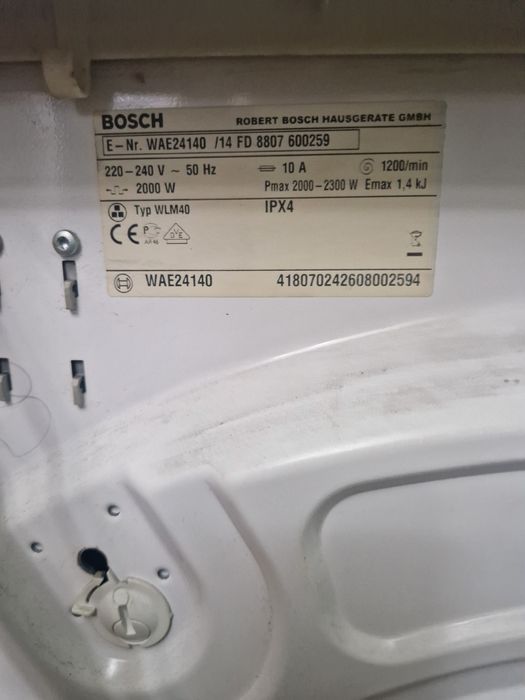 BOSCH ROBERT BOSCH HAUSGERATE GMBH
E-Nr. WAE24140 /14 FD 8807 600259
220-240 V ~ 50 Hz 10 A 1200/min
2000 W Pmax 2000-2300 W Emax 1,4 kJ
Typ WLM40 IPX4
CE
WAE24140 418070242608002594